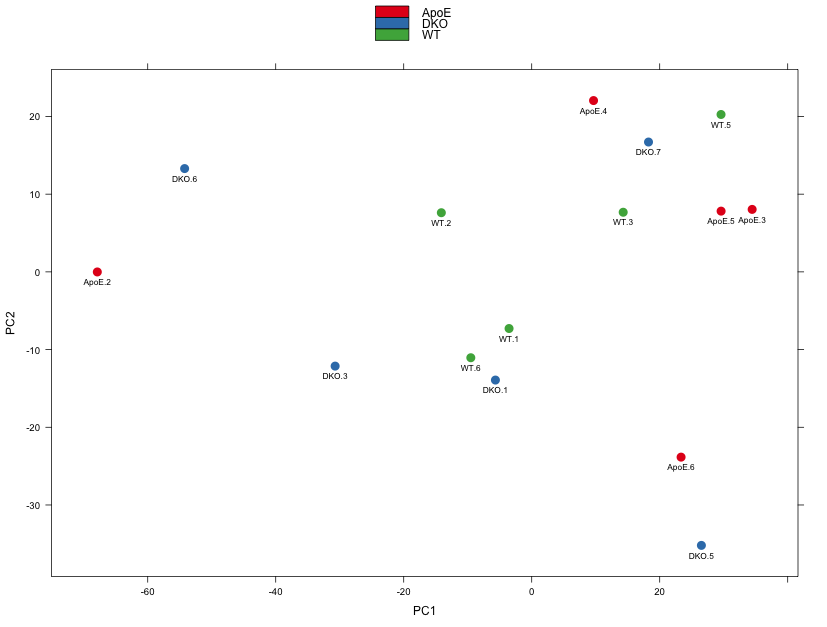 ApoE
DKO
WT
20
10
0
-10
-20
-30
PC2
ApoE.4
WT.5
DKO.7
DKO.6
WT.2
WT.3
ApoE.5 ApoE.3
ApoE.2
WT.1
WT.6
DKO.3
DKO.1
ApoE.6
DKO.5
-60 -40 -20 0 20
PC1